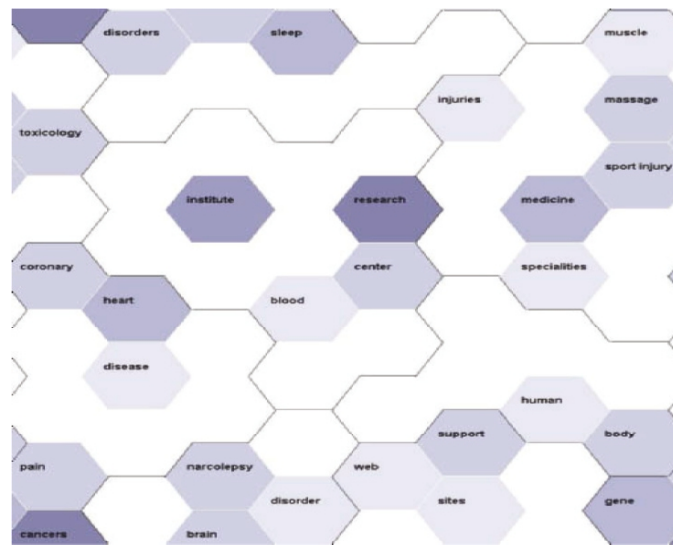 disorders
sleep
muscle
injuries
massage
toxicology
sport injury
institute
research
medicine
coronary
center
specialities
heart
blood
disease
human
support
body
pain
narcolepsy
web
disorder
sites
gene
cancers
brain